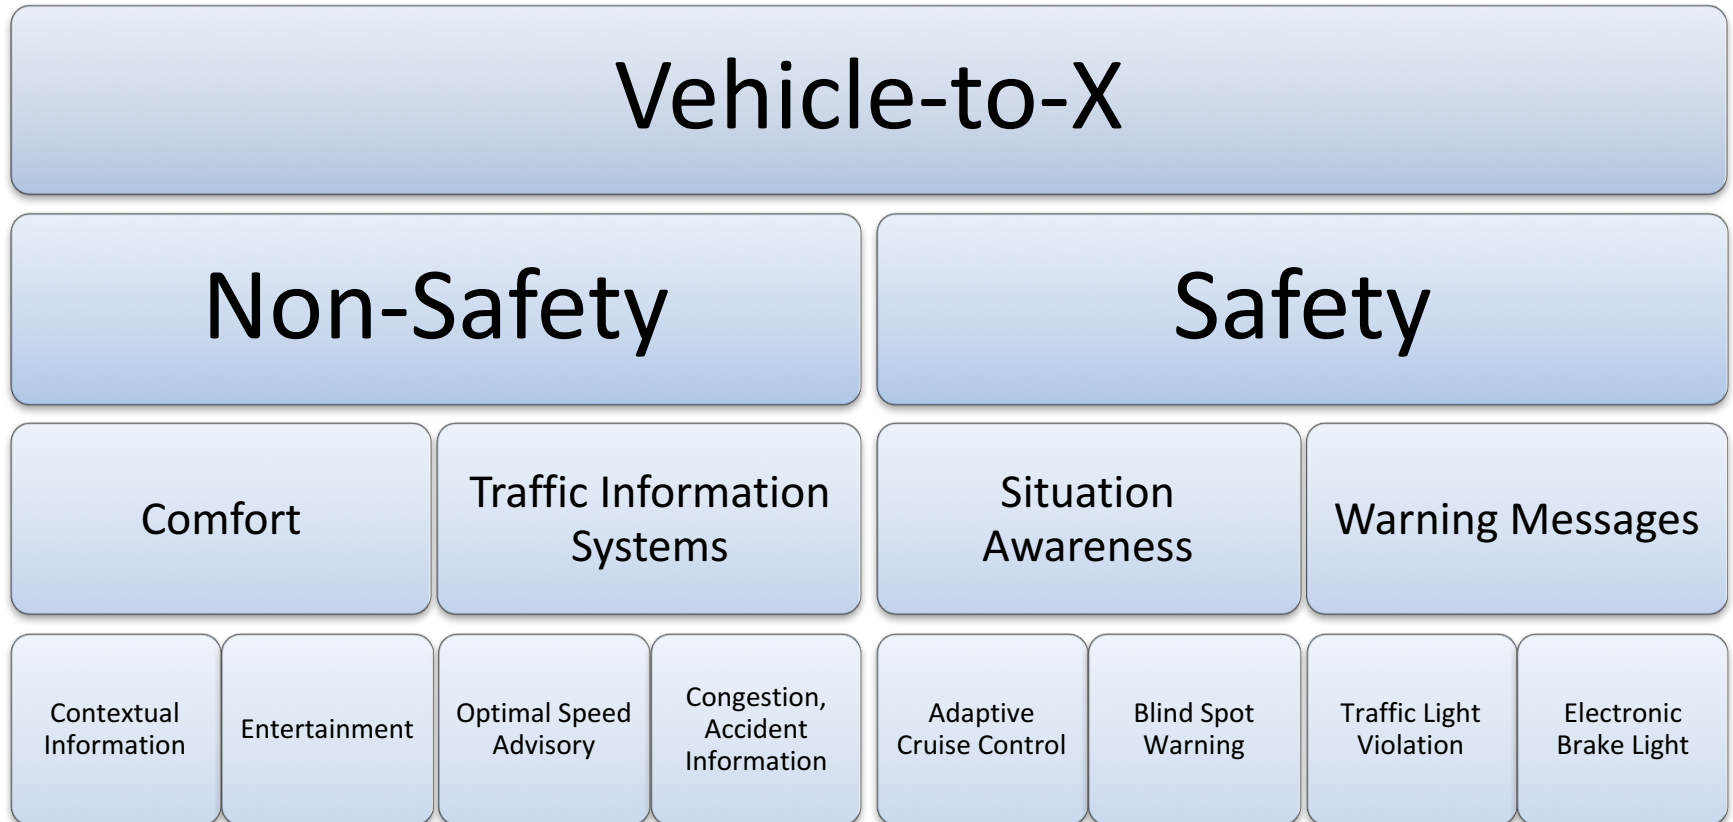 Vehicle-to-X
Non-Safety
Safety
Comfort
Traffic Information
Systems
Situation
Awareness
Warning Messages
Contextual
Information
Entertainment
Optimal Speed
Advisory
Congestion,
Accident
Information
Adaptive
Cruise Control
Blind Spot
Warning
Traffic Light
Violation
Electronic
Brake Light